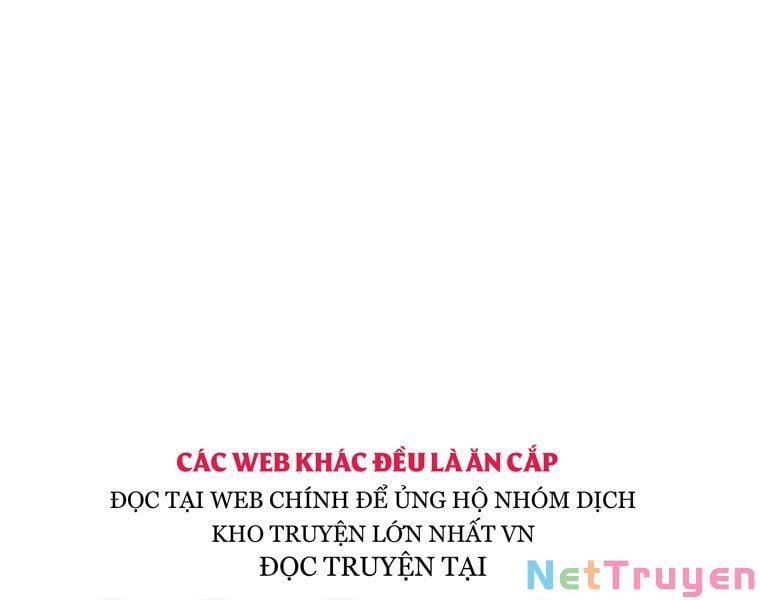 CÁC WEB KHÁC ĐỀU LÀ ĂN CẮP
ĐỌC TẠI WEB CHÍNH ĐỂ ỦNG HỘ NHÓM DỊCH
KHO TRUYỆN LỚN NHẤT VN
ĐỌC TRUYỆN TẠI
NetTruyen